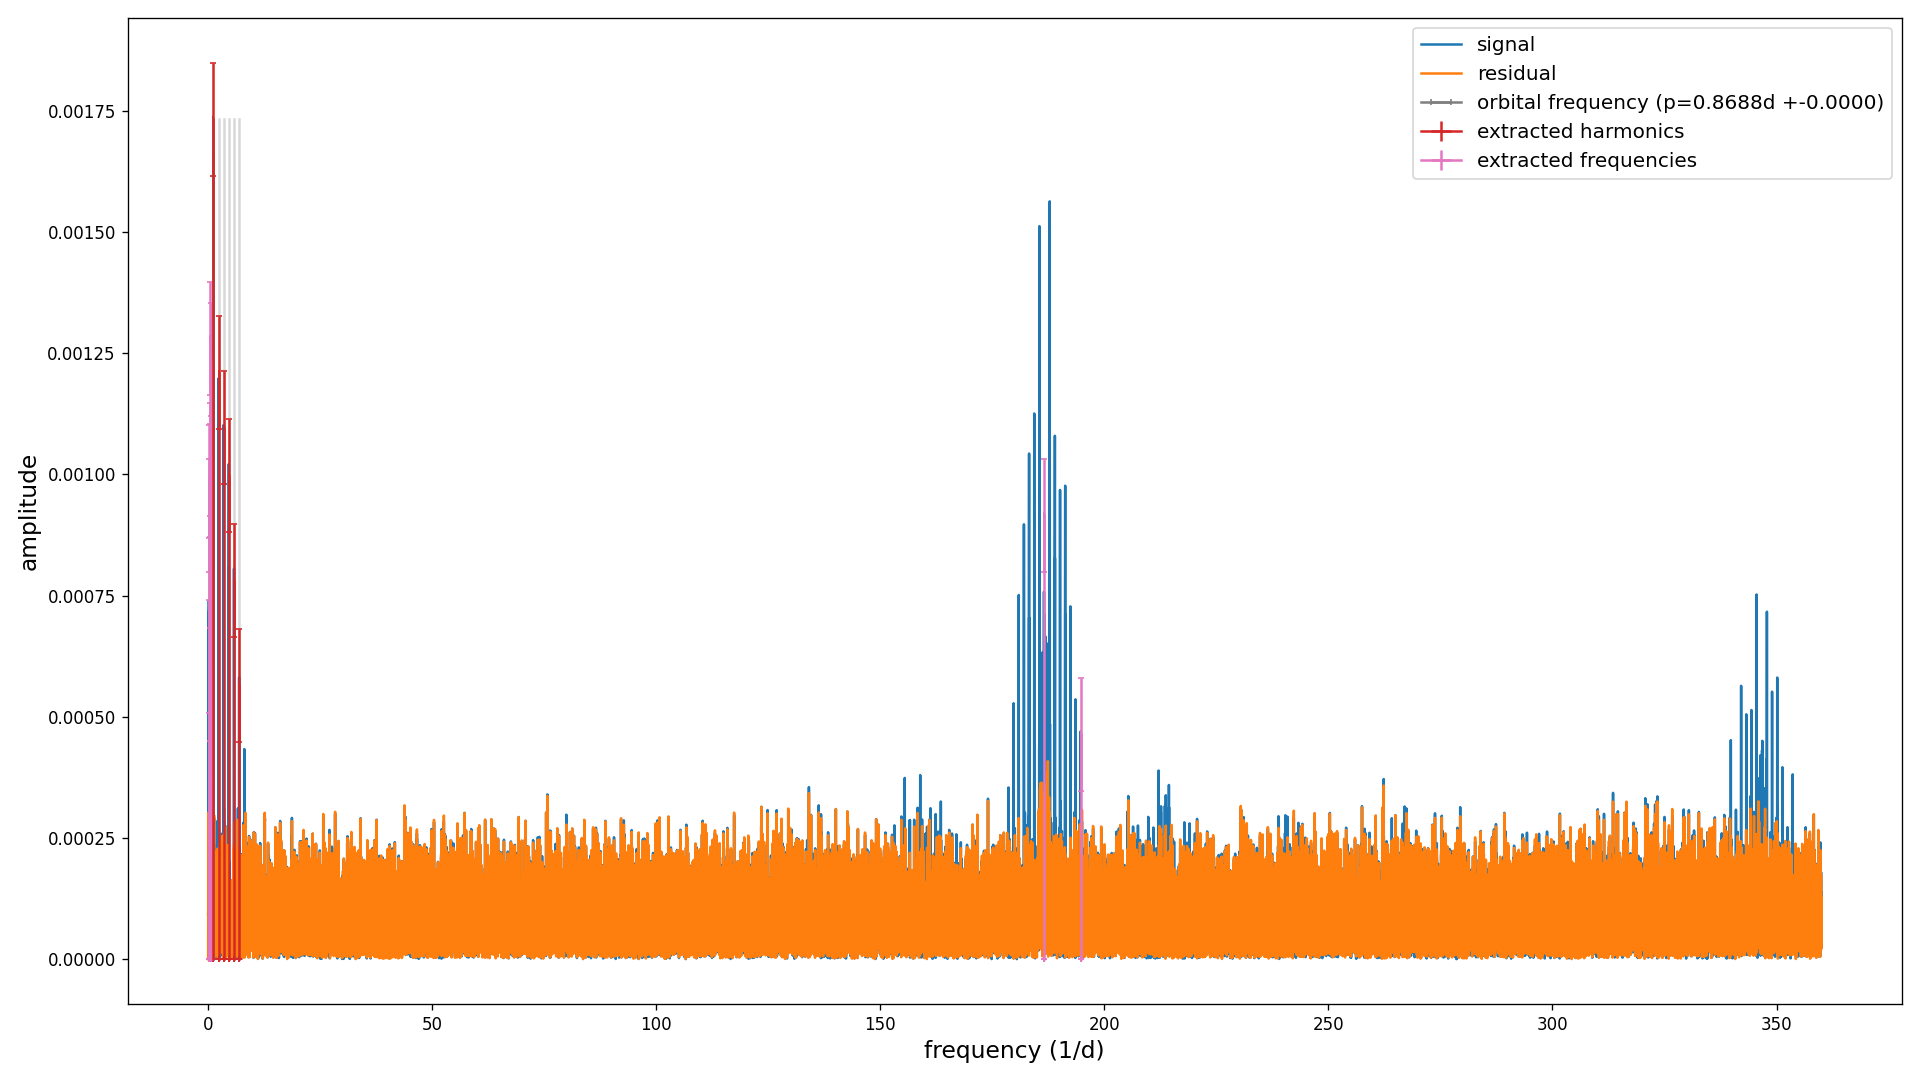 signal
residual
orbital frequency (p=0.8688d +-0.0000)
extracted harmonics
extracted frequencies
0.00175
0.00150
0.00125
0.00100
0.00075
0.00050
0.00025
0.00000
amplitude
0 50 100 150 200 250 300 350
frequency (1/d)